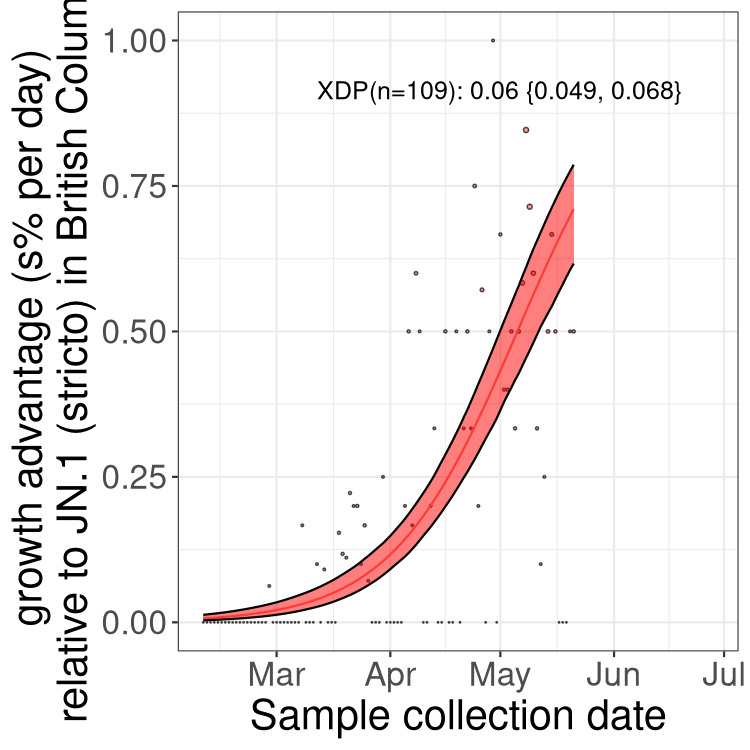 growth advantage (s% per day)
relative to JN.1 (stricto) in British Colum
1.00
0.75
0.50
0.25
0.00
XDP(n=109): 0.06 {0.049, 0.068}
Mar Apr May Jun Jul
Sample collection date